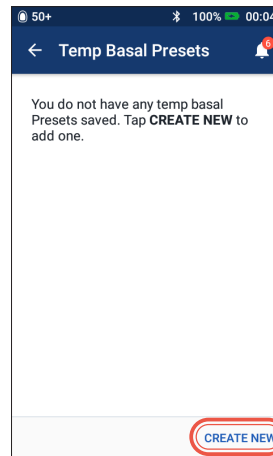 50+ 100% 00:04
Temp Basal Presets 6
You do not have any temp basal
Presets saved. Tap CREATE NEW to
add one.
CREATE NEW